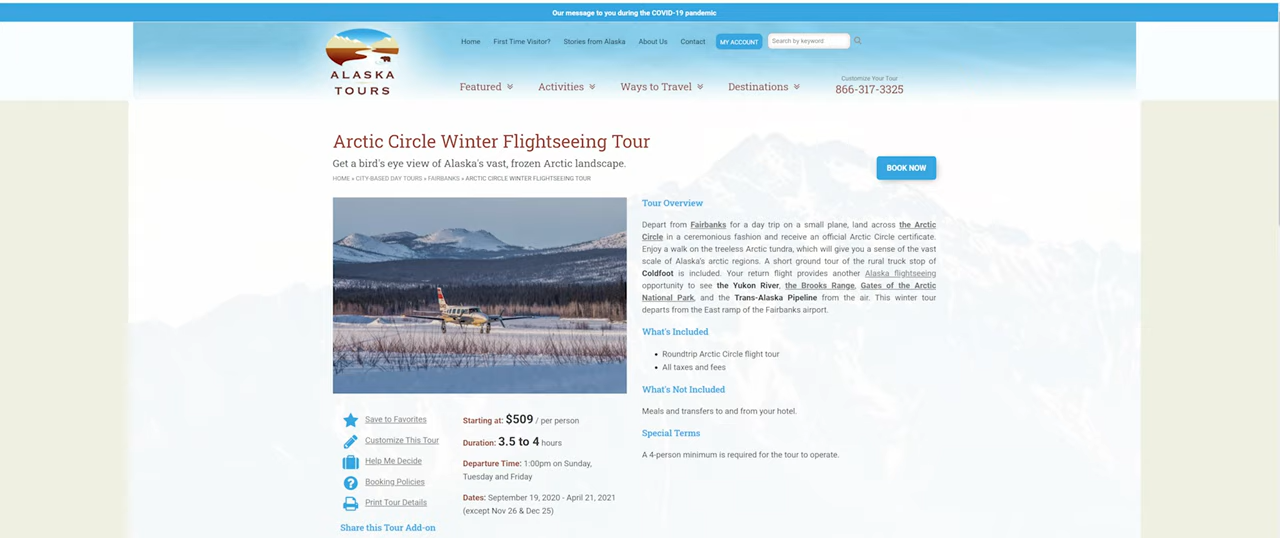 Our message to you during the COVID-19 pandemic
Home First Time Visitor? Stories from Alaska About Us Contact MY ACCOUNT Search by keyword
ALASKA
TOURS
Customize Your Tour
Featured Activities Ways to Travel Destinations 866-317-3325
Arctic Circle Winter Flightseeing Tour
Get a bird's eye view of Alaska's vast, frozen Arctic landscape.
BOOK NOW
HOME » CITY-BASED DAY TOURS » FAIRBANKS » ARCTIC CIRCLE WINTER FLIGHTSEEING TOUR
Tour Overview
Depart from Fairbanks for a day trip on a small plane, land across the Arctic
Circle in a ceremonious fashion and receive an official Arctic Circle certificate.
Enjoy a walk on the treeless Arctic tundra, which will give you a sense of the vast
scale of Alaska's arctic regions. A short ground tour of the rural truck stop of
Coldfoot is included. Your return flight provides another Alaska flightseeing
opportunity to see the Yukon River, the Brooks Range, Gates of the Arctic
National Park, and the Trans-Alaska Pipeline from the air. This winter tour
departs from the East ramp of the Fairbanks airport.
What's Included
• Roundtrip Arctic Circle flight tour
• All taxes and fees
What's Not Included
Meals and transfers to and from your hotel.
Special Terms
A 4-person minimum is required for the tour to operate.
Save to Favorites
Customize This Tour
Help Me Decide
Booking Policies
Print Tour Details
Share this Tour Add-on
Starting at: $509 / per person
Duration: 3.5 to 4 hours
Departure Time: 1:00pm on Sunday,
Tuesday and Friday
Dates: September 19, 2020 - April 21, 2021
(except Nov 26 & Dec 25)